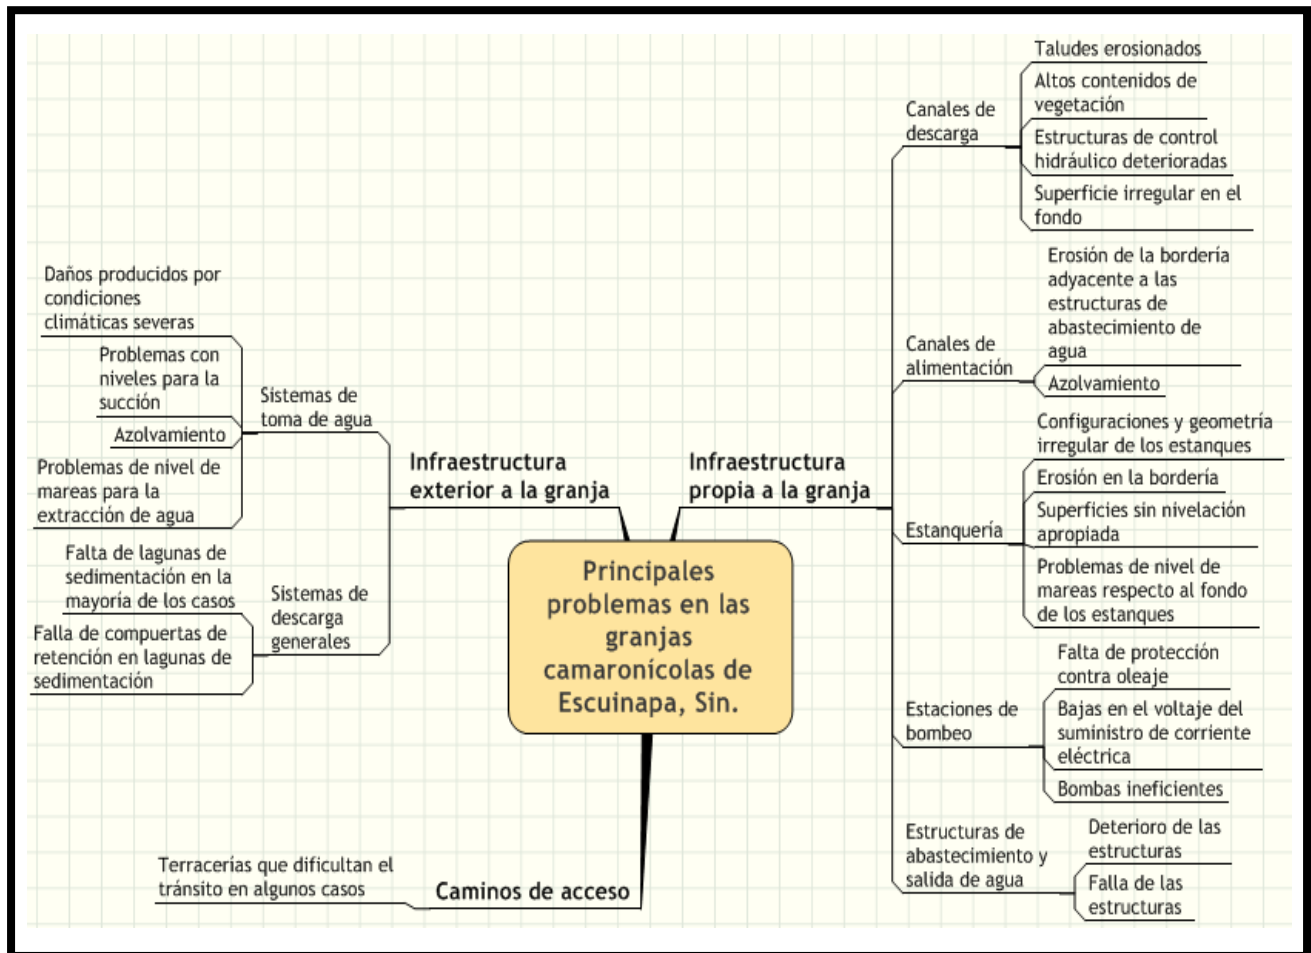 Principales
problemas en las
granjas
camaronícolas de
Escuinapa, Sin.
Infraestructura
propia a la granja
Canales de
descarga
Taludes erosionados
Altos contenidos de
vegetación
Estructuras de control
hidráulico deterioradas
Superficie irregular en el
fondo
Canales de
alimentación
Erosión de la bordería
adyacente a las
estructuras de
abastecimiento de
agua
Azolvamiento
Estanquería
Configuraciones y geometría
irregular de los estanques
Erosión en la bordería
Superficies sin nivelación
apropiada
Problemas de nivel de
mareas respecto al fondo
de los estanques
Estaciones de
bombeo
Falta de protección
contra oleaje
Bajas en el voltaje del
suministro de corriente
eléctrica
Bombas ineficientes
Estructuras de
abastecimiento y
salida de agua
Deterioro de las
estructuras
Falla de las
estructuras
Infraestructura
exterior a la granja
Sistemas de
toma de agua
Daños producidos por
condiciones
climáticas severas
Problemas con
niveles para la
succión
Azolvamiento
Problemas de nivel de
mareas para la
extracción de agua
Sistemas de
descarga
generales
Falta de lagunas de
sedimentación en la
mayoría de los casos
Falla de compuertas de
retención en lagunas de
sedimentación
Caminos de acceso
Terracerías que dificultan el
tránsito en algunos casos